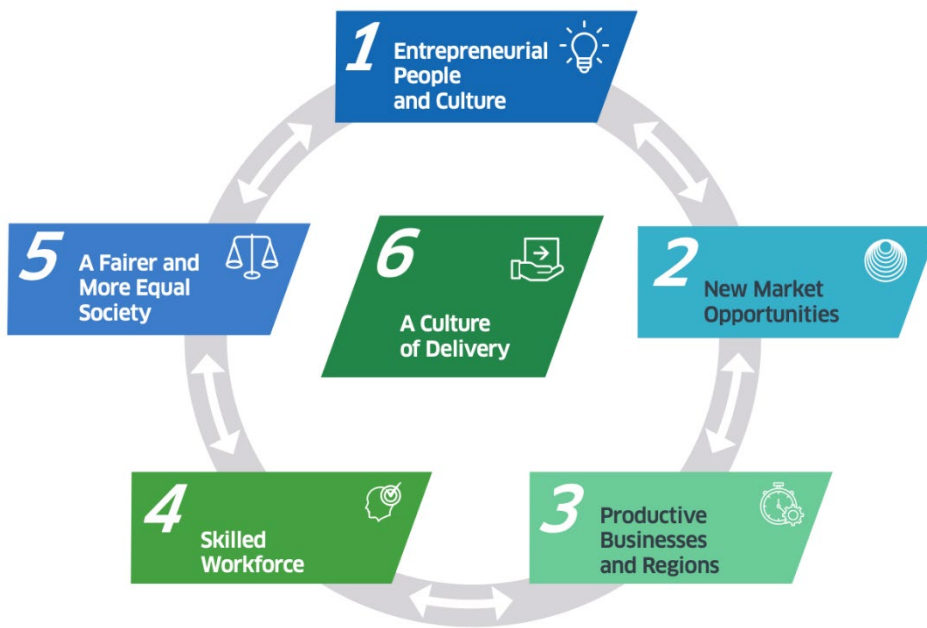 1
Entrepreneurial
People
and Culture
2
New Market
Opportunities
3
Productive
Businesses
and Regions
4
Skilled
Workforce
5
A Fairer and
More Equal
Society
6
A Culture
of Delivery